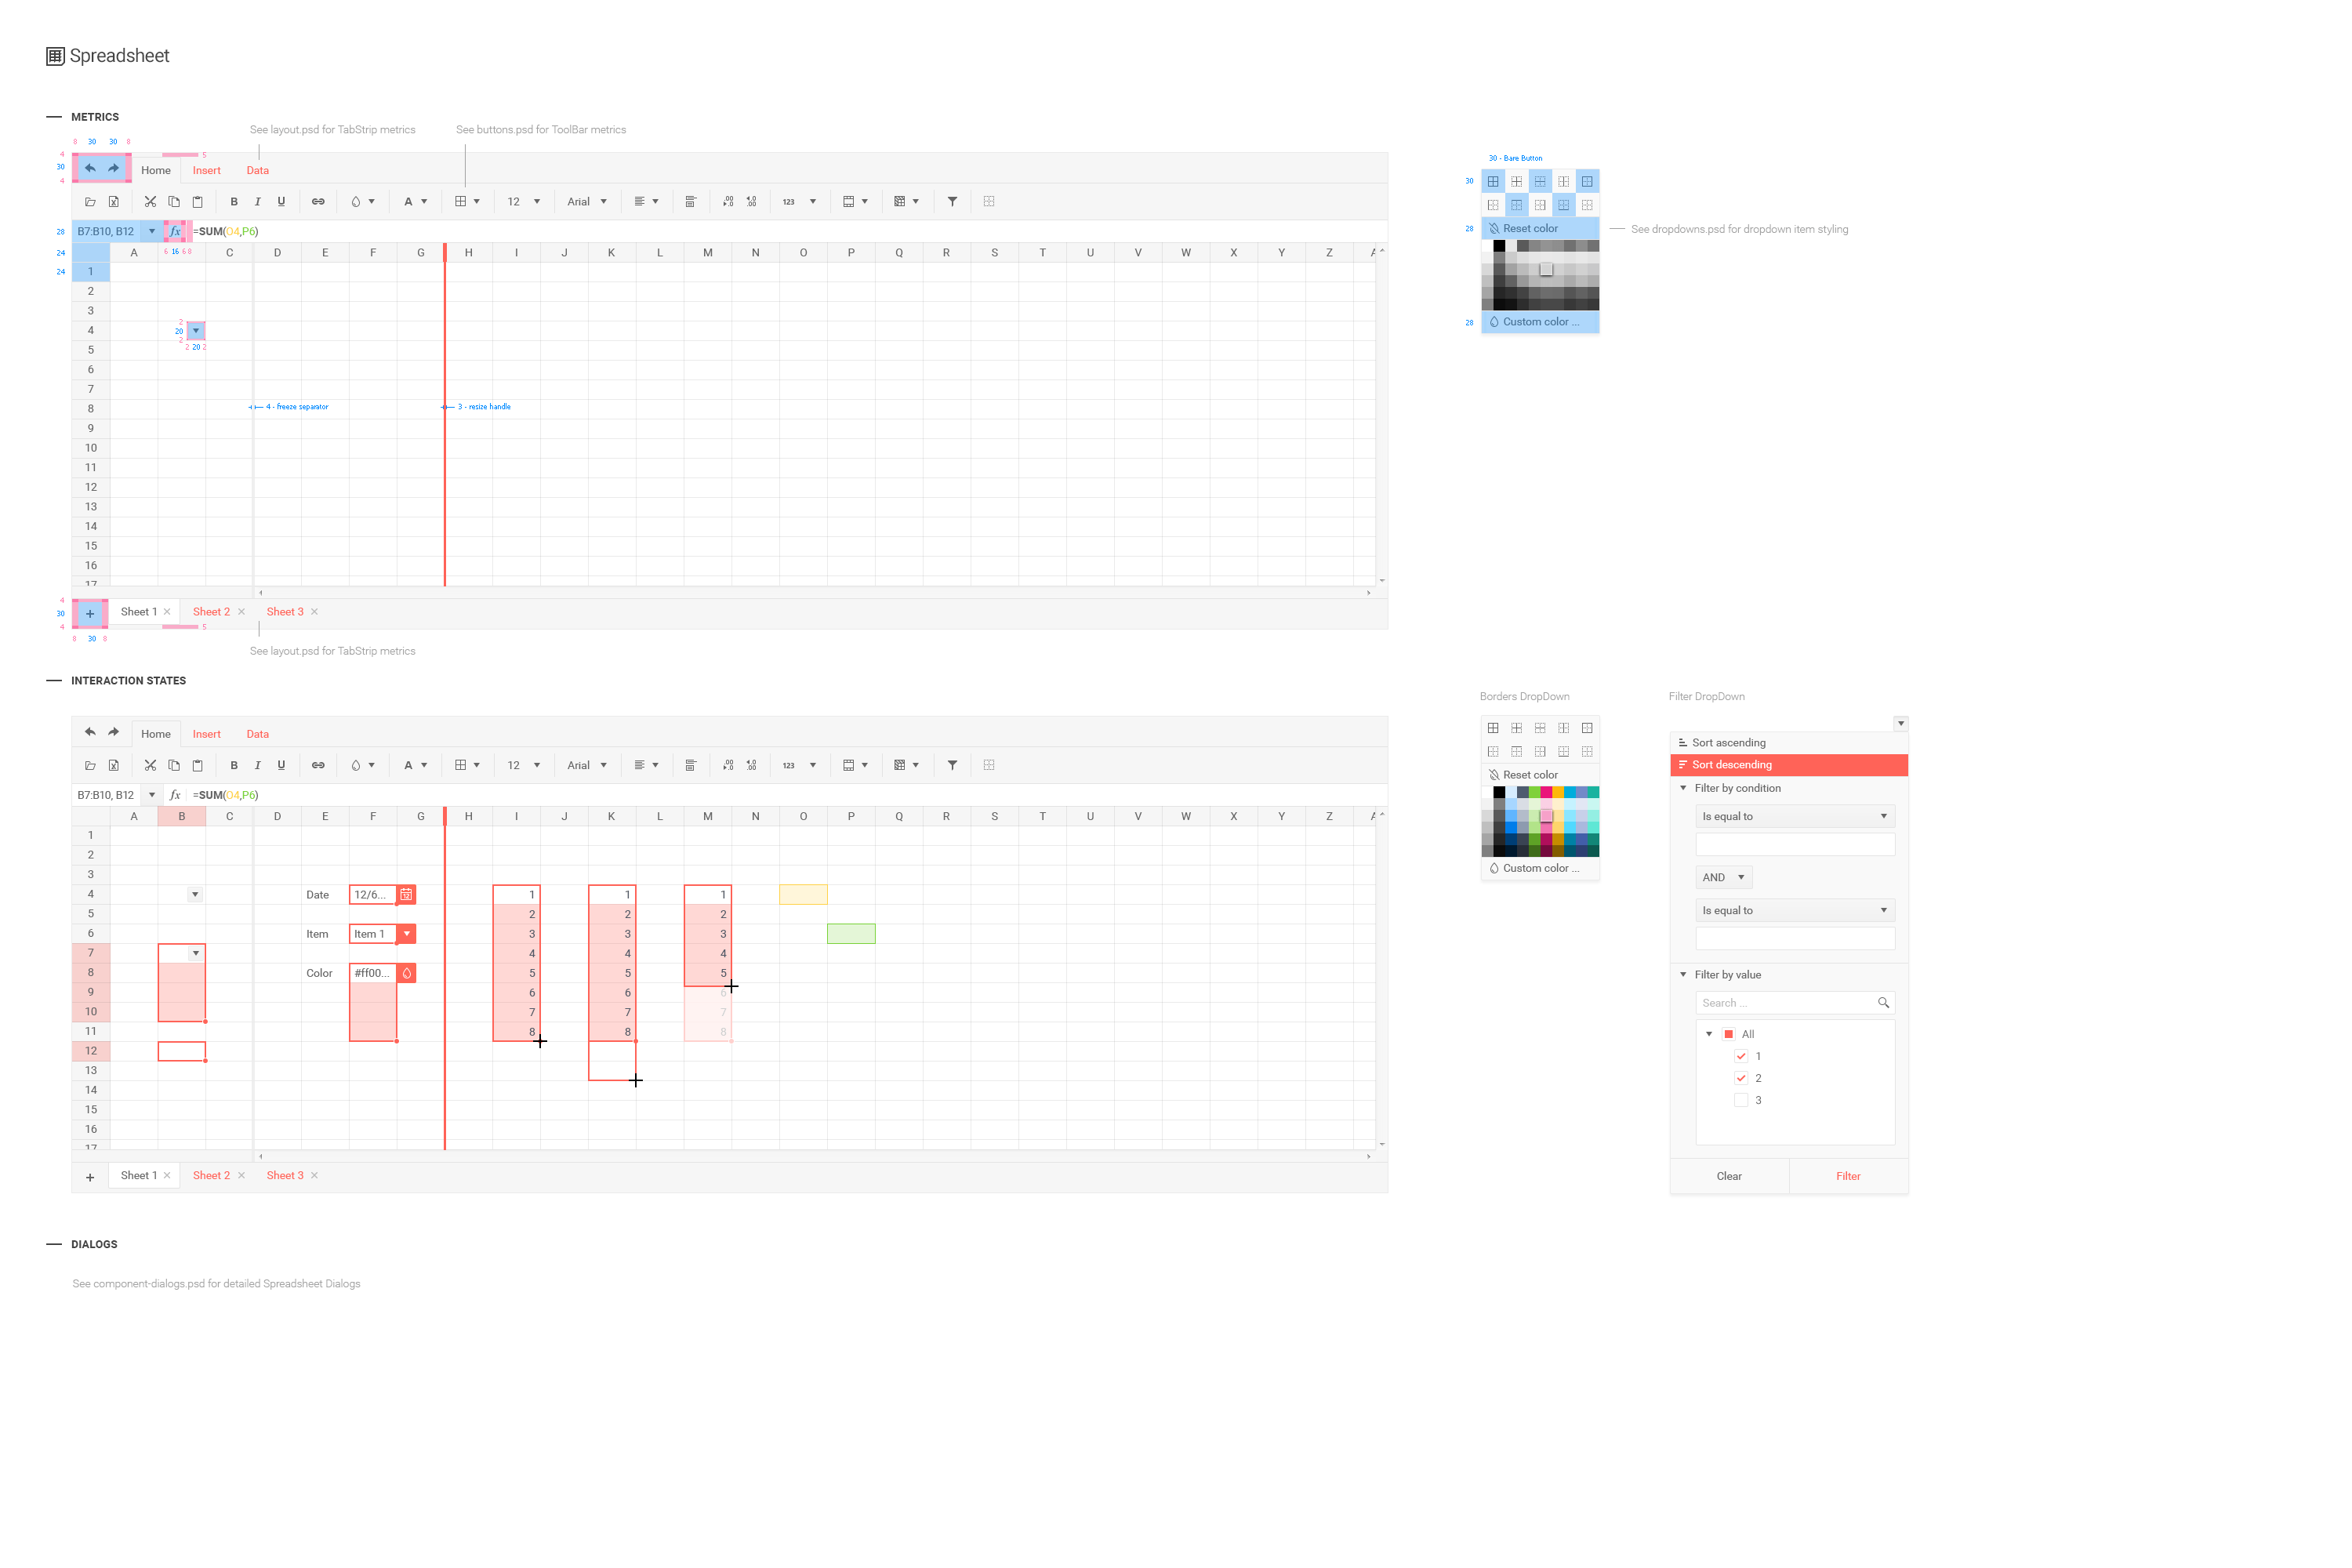 Spreadsheet
METRICS
See layout.psd for TabStrip metrics
See buttons.psd for ToolBar metrics
8 30 30 8
4
30
4
5
Home Insert Data
B I U A 12 Arial .00 +.0 +.0 .00 123
28 B7:B10, B12 fx =SUM(O4,P6)
24 A 6 16 6 8 C D E F G H I J K L M N O P Q R S T U V W X Y Z A
24 1
2
3
4
5
6
7
8
9
10
11
12
13
14
15
16
17
2
20
2
2 20 2
4 - freeze separator
3 - resize handle
4
30
4
+ Sheet 1 × Sheet 2 × Sheet 3 ×
5
8 30 8
See layout.psd for TabStrip metrics
30 - Bare Button
30
28 Reset color
See dropdowns.psd for dropdown item styling
28 Custom color ...
INTERACTION STATES
Home Insert Data
B I U A 12 Arial .00 +.0 +.0 .00 123
B7:B10, B12 fx =SUM(O4,P6)
A B C D E F G H I J K L M N O P Q R S T U V W X Y Z A
1
2
3
4 Date 12/6... 12 1 1 1
5 2 2 2
6 Item Item 1 3 3 3
7 4 4 4
8 Color #ff00... 5 5 5
9 6 6 6
10 7 7 7
11 8 8 8
12
13
14
15
16
17
+ Sheet 1 × Sheet 2 × Sheet 3 ×
Borders DropDown
Reset color
Custom color ...
Filter DropDown
Sort ascending
Sort descending
Filter by condition
Is equal to
AND
Is equal to
Filter by value
Search ...
All
1
2
3
Clear Filter
DIALOGS
See component-dialogs.psd for detailed Spreadsheet Dialogs